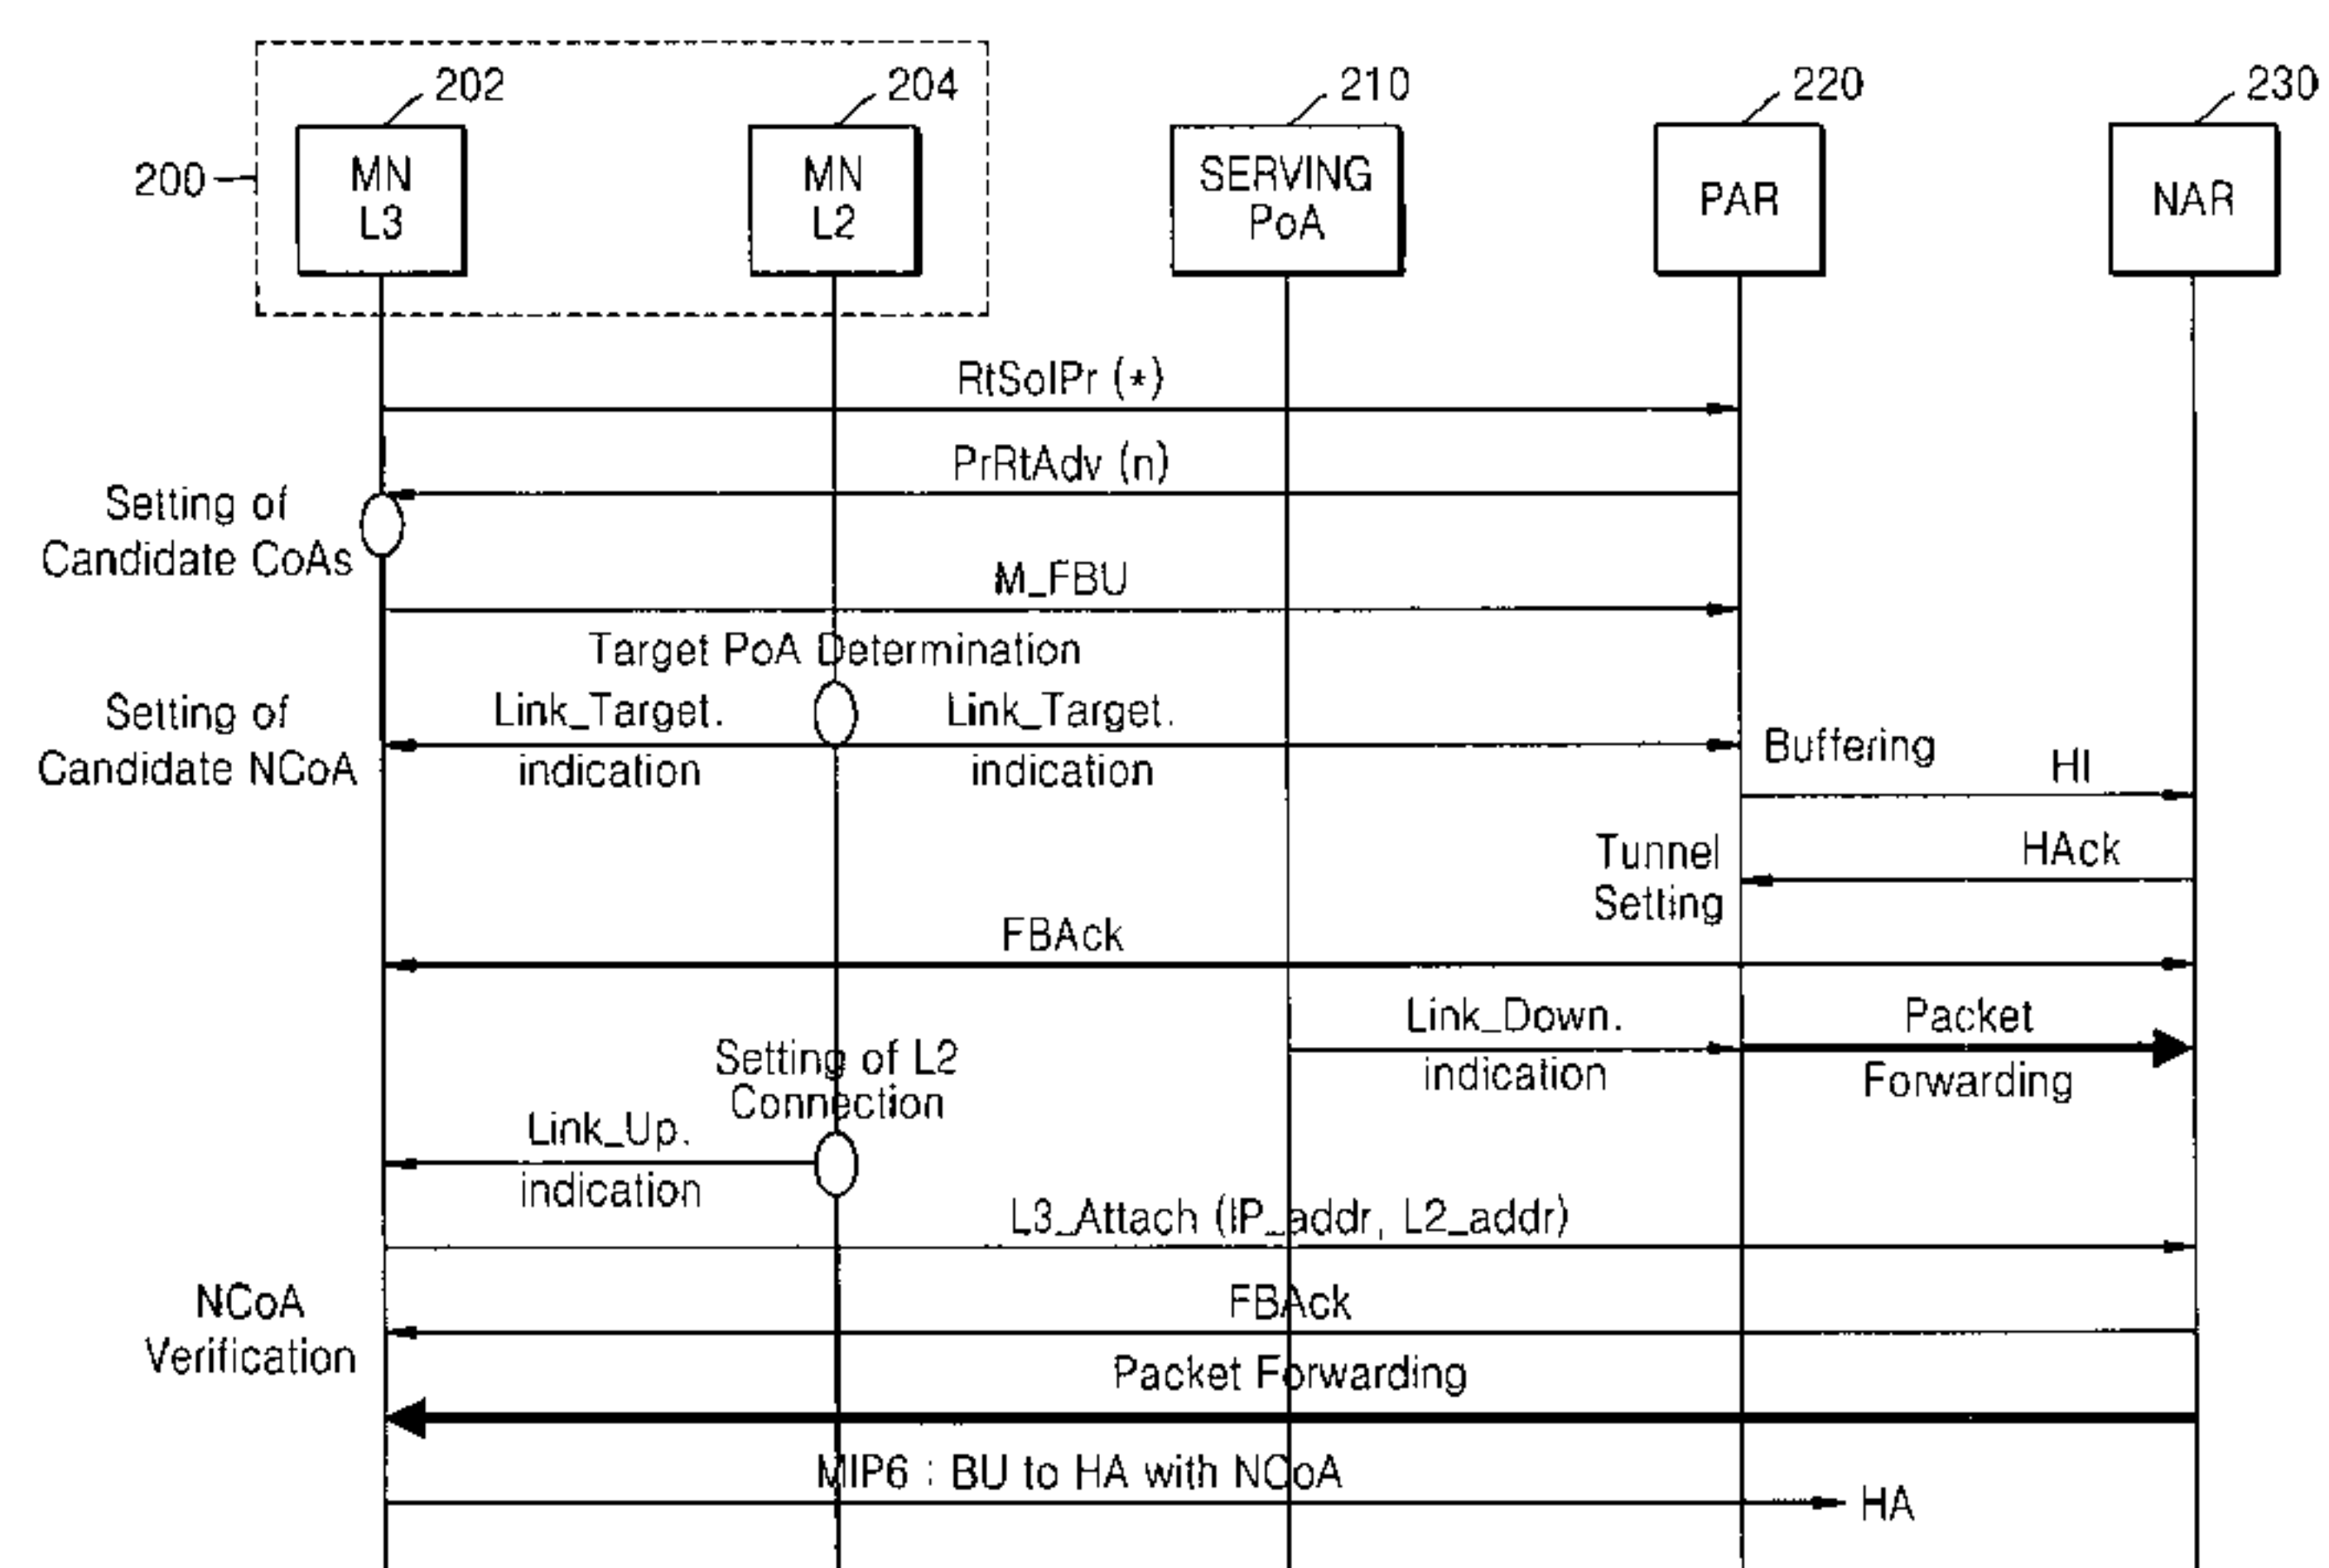 202
204
210
220
230
200
MN
L3
MN
L2
SERVING
PoA
PAR
NAR
RtSolPr (*)
PrRtAdv (n)
Setting of
Candidate CoAs
M_FBU
Target PoA Determination
Setting of
Candidate NCoA
Link_Target.
indication
Link_Target.
indication
Buffering
HI
Tunnel
Setting
HAck
FBAck
Link_Down.
indication
Packet
Forwarding
Setting of L2
Connection
Link_Up.
indication
L3_Attach (IP_addr, L2_addr)
NCoA
Verification
FBAck
Packet Forwarding
MIP6 : BU to HA with NCoA
HA